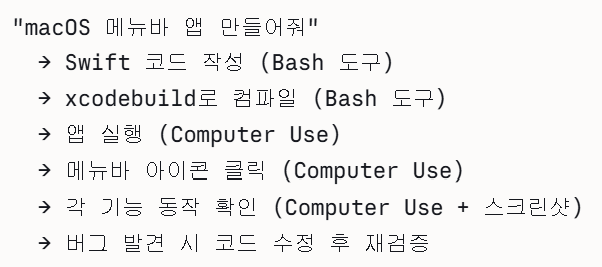 "macOS 메뉴바 앱 만들어줘"
→ Swift 코드 작성 (Bash 도구)
→ xcodebuild로 컴파일 (Bash 도구)
→ 앱 실행 (Computer Use)
→ 메뉴바 아이콘 클릭 (Computer Use)
→ 각 기능 동작 확인 (Computer Use + 스크린샷)
→ 버그 발견 시 코드 수정 후 재검증